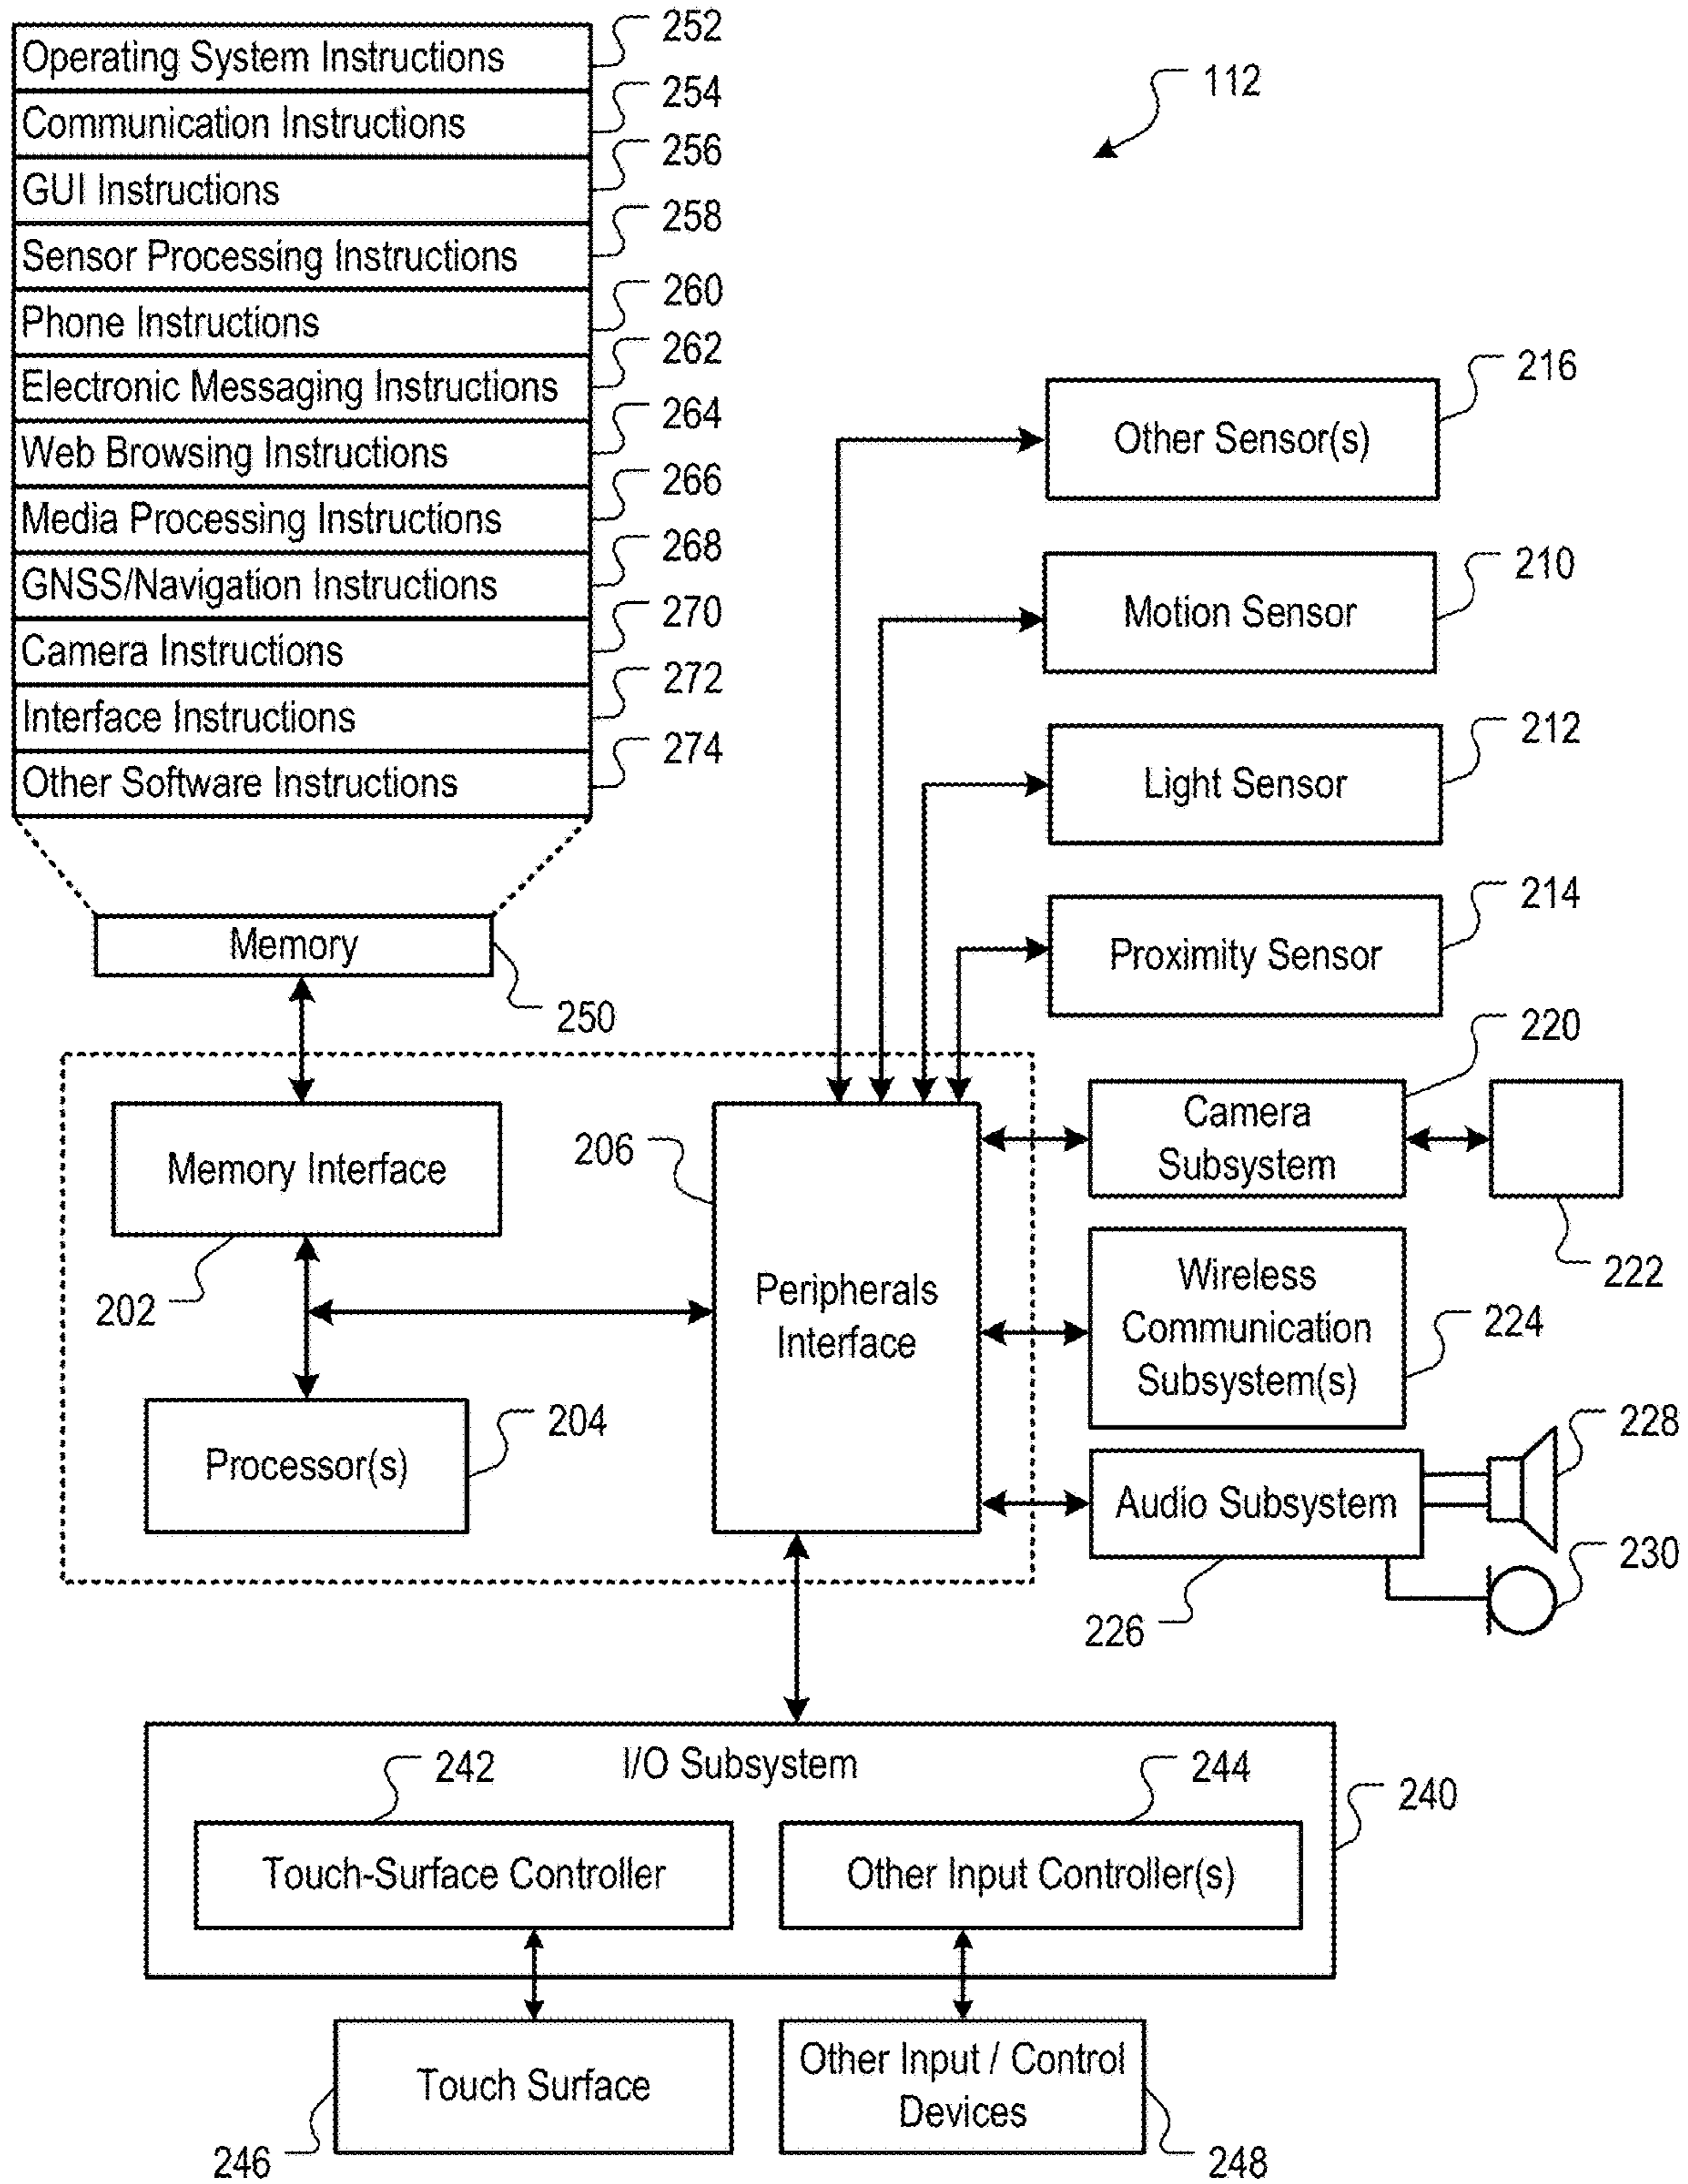 252
Operating System Instructions
254
Communication Instructions
256
GUI Instructions
258
Sensor Processing Instructions
260
Phone Instructions
262
Electronic Messaging Instructions
264
Web Browsing Instructions
266
Media Processing Instructions
268
GNSS/Navigation Instructions
270
Camera Instructions
272
Interface Instructions
274
Other Software Instructions
Memory
250
112
216
Other Sensor(s)
210
Motion Sensor
212
Light Sensor
214
Proximity Sensor
220
Camera
Subsystem
222
Memory Interface
202
206
Peripherals
Interface
Wireless
Communication
Subsystem(s)
224
Processor(s)
204
Audio Subsystem
226
228
230
I/O Subsystem
240
242
Touch-Surface Controller
244
Other Input Controller(s)
Touch Surface
246
Other Input / Control
Devices
248